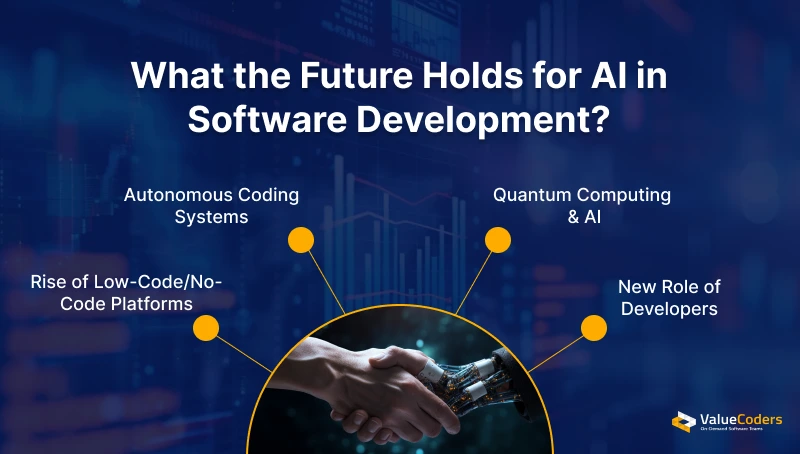 What the Future Holds for AI in
Software Development?
Autonomous Coding
Systems
Quantum Computing
& AI
Rise of Low-Code/No-
Code Platforms
New Role of
Developers
ValueCoders
On-Demand Software Teams